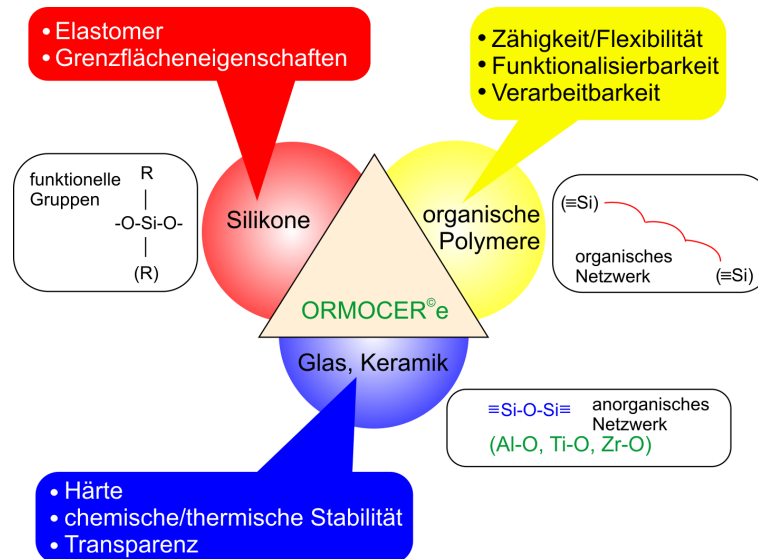 • Elastomer
• Grenzflächeneigenschaften
• Zähigkeit/Flexibilität
• Funktionalisierbarkeit
• Verarbeitbarkeit
funktionelle
Gruppen
R
-O-Si-O-
(R)
Silikone
organische
Polymere
(≡Si)
organisches
Netzwerk
(≡Si)
ORMOCER©e
Glas, Keramik
≡Si-O-Si≡ anorganisches
Netzwerk
(Al-O, Ti-O, Zr-O)
• Härte
• chemische/thermische Stabilität
• Transparenz